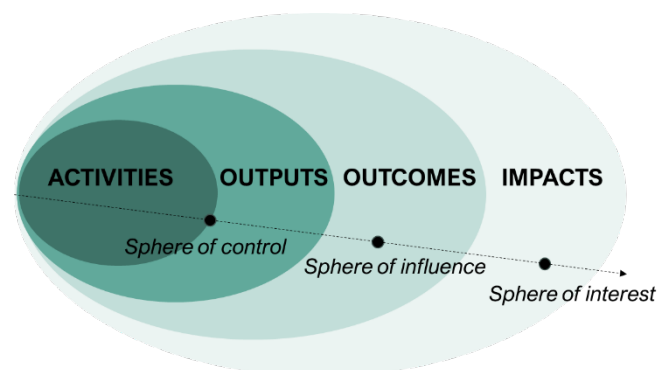 ACTIVITIES OUTPUTS OUTCOMES IMPACTS
Sphere of control
Sphere of influence
Sphere of interest